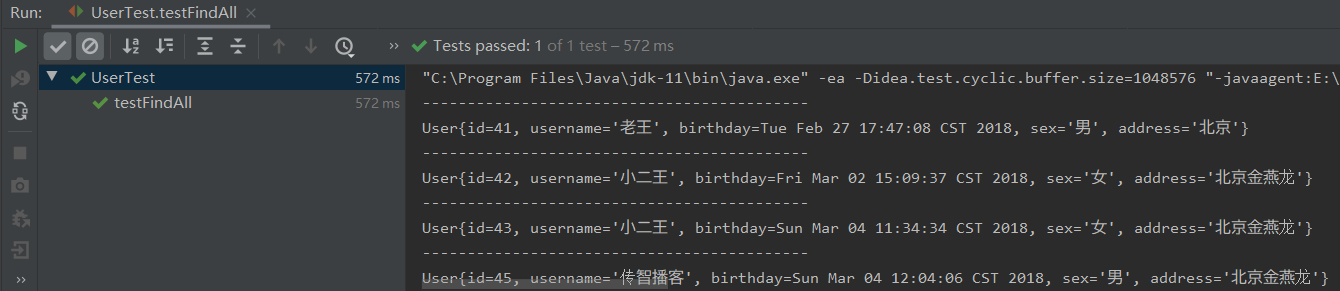 Run: UserTest.testFindAll
Tests passed: 1 of 1 test – 572 ms
UserTest 572 ms
testFindAll 572 ms
"C:\Program Files\Java\jdk-11\bin\java.exe" -ea -Didea.test.cyclic.buffer.size=1048576 "-javaagent:E:\
------------------------------------------
User{id=41, username='老王', birthday=Tue Feb 27 17:47:08 CST 2018, sex='男', address='北京'}
------------------------------------------
User{id=42, username='小二王', birthday=Fri Mar 02 15:09:37 CST 2018, sex='女', address='北京金燕龙'}
------------------------------------------
User{id=43, username='小二王', birthday=Sun Mar 04 11:34:34 CST 2018, sex='女', address='北京金燕龙'}
------------------------------------------
User{id=45, username='传智播客', birthday=Sun Mar 04 12:04:06 CST 2018, sex='男', address='北京金燕龙'}